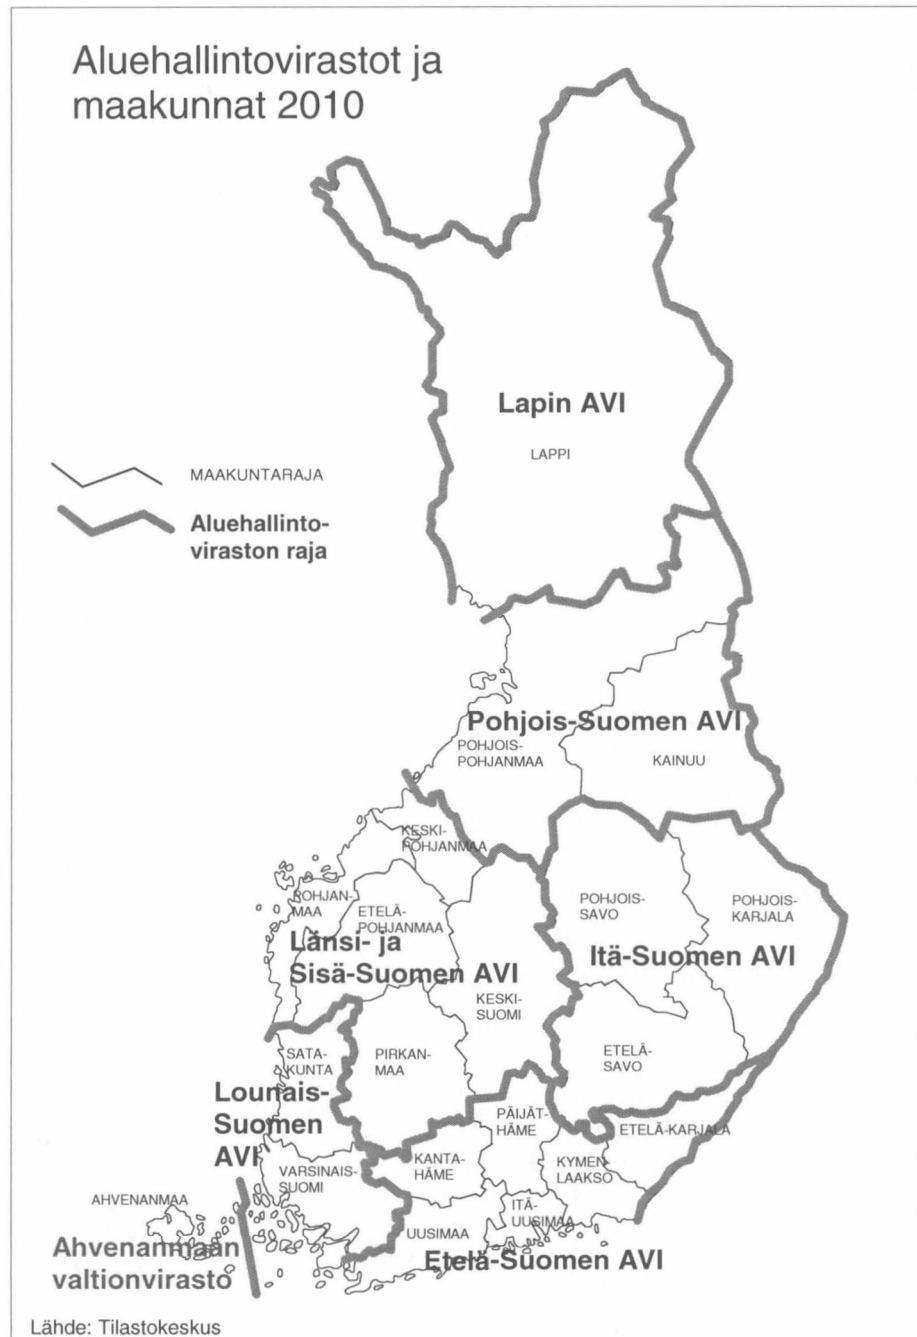 Aluehallintovirastot ja
maakunnat 2010
Lapin AVI
LAPPI
MAAKUNTARAJA
Aluehallinto-
viraston raja
Pohjois-Suomen AVI
POHJOIS-
POHJANMAA
KAINUU
KESKI-
POHJANMAA
POHJAN-
MAA
ETELÄ-
POHJANMAA
POHJOIS-
SAVO
POHJOIS-
KARJALA
Länsi- ja
Sisä-Suomen AVI
Itä-Suomen AVI
KESKI-
SUOMI
SATA-
KUNTA
PIRKAN-
MAA
ETELÄ-
SAVO
Lounais-
Suomen
AVI
PÄIJÄT-
HÄME
ETELÄ-KARJALA
VARSINAIS-
SUOMI
KANTA-
HÄME
KYMEN-
LAAKSO
AHVENANMAA
UUSIMAA
ITÄ-
UUSIMAA
Ahvenanmaan
valtionvirasto
Etelä-Suomen AVI
Lähde: Tilastokeskus